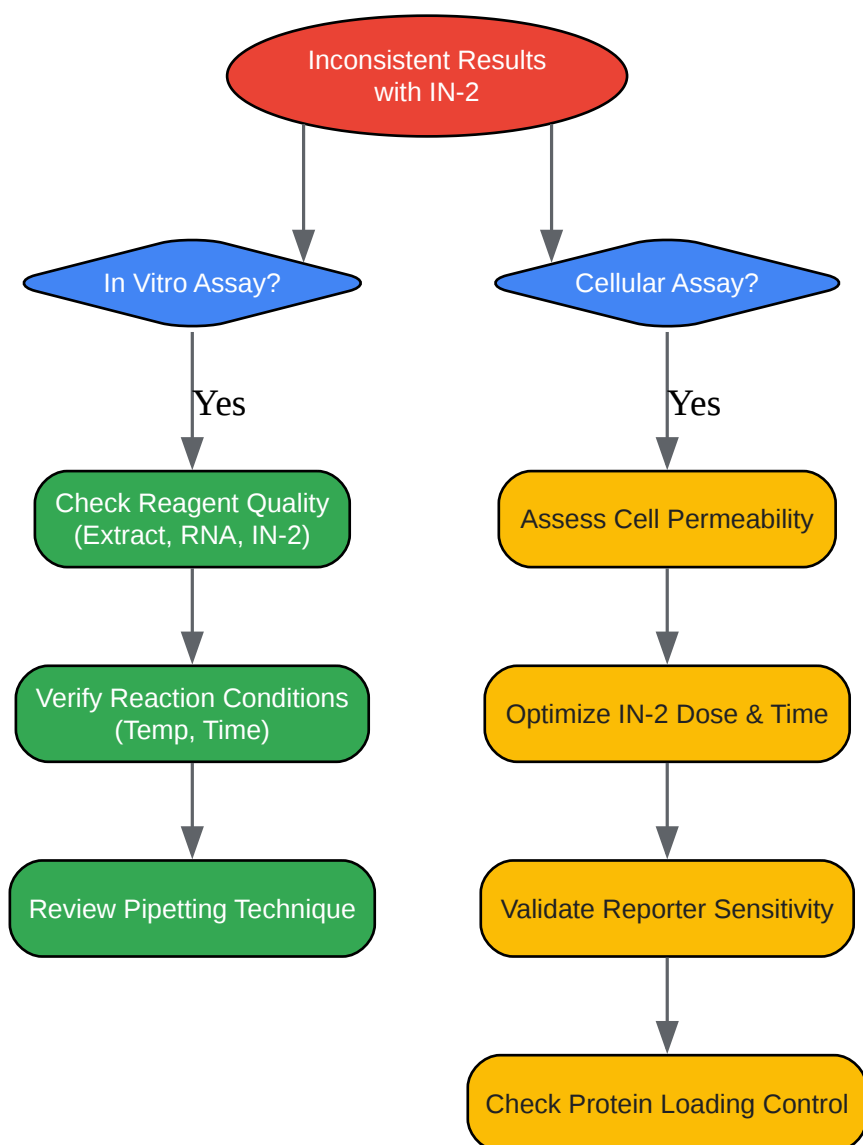 Inconsistent Results
with IN-2
In Vitro Assay?
Cellular Assay?
Yes
Yes
Check Reagent Quality
(Extract, RNA, IN-2)
Assess Cell Permeability
Verify Reaction Conditions
(Temp, Time)
Optimize IN-2 Dose & Time
Review Pipetting Technique
Validate Reporter Sensitivity
Check Protein Loading Control